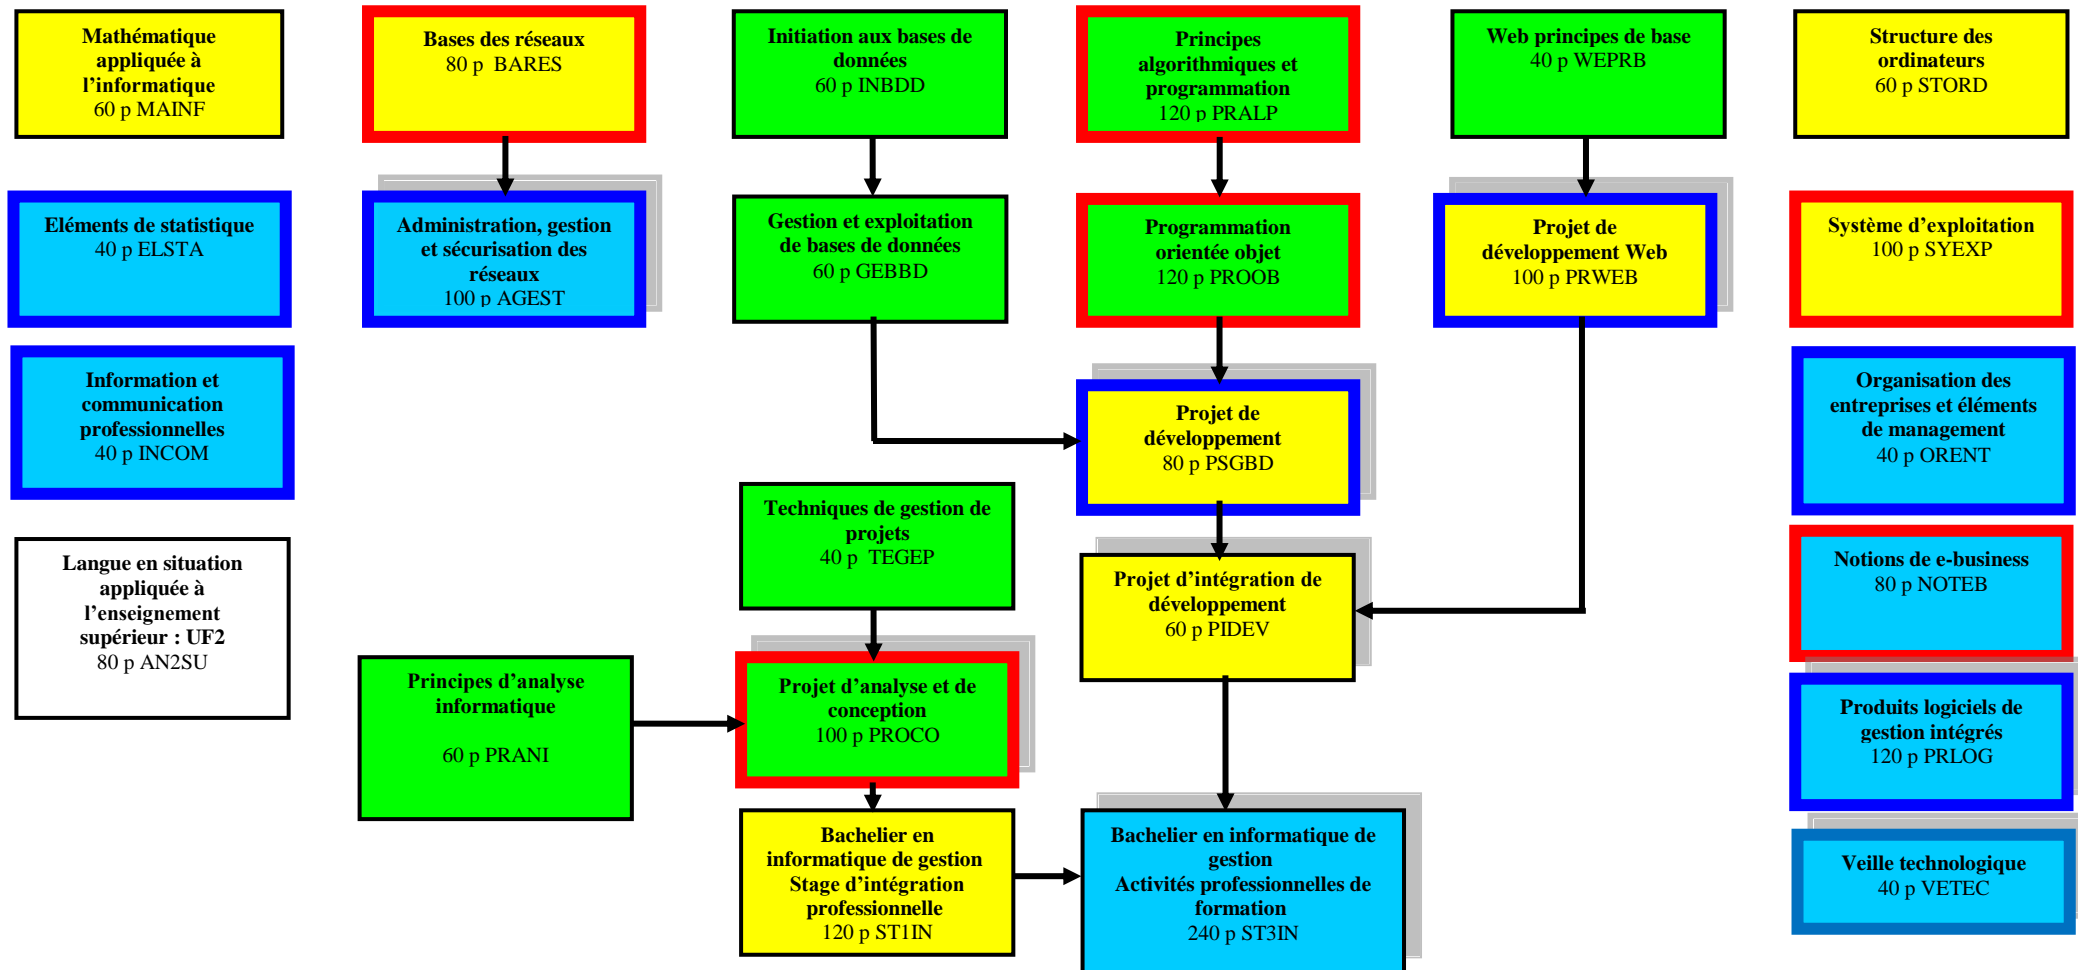 Mathématique
appliquée à
l’informatique
60 p MAINF
Bases des réseaux
80 p  BARES
Initiation aux bases de
données
60 p INBDD
Principes
algorithmiques et
programmation
120 p PRALP
Web principes de base
40 p WEPRB
Structure des
ordinateurs
60 p STORD
Eléments de statistique
40 p ELSTA
Administration, gestion
et sécurisation des
réseaux
100 p AGEST
Gestion et exploitation
de bases de données
60 p GEBBD
Programmation
orientée objet
120 p PROOB
Projet de
développement Web
100 p PRWEB
Système d’exploitation
100 p SYEXP
Information et
communication
professionnelles
40 p INCOM
Projet de
développement
80 p PSGBD
Organisation des
entreprises et éléments
de management
40 p ORENT
Techniques de gestion de
projets
40 p  TEGEP
Langue en situation
appliquée à
l’enseignement
supérieur : UF2
80 p AN2SU
Projet d’intégration de
développement
60 p PIDEV
Notions de e-business
80 p NOTEB
Principes d’analyse
informatique
60 p PRANI
Projet d’analyse et de
conception
100 p PROCO
Produits logiciels de
gestion intégrés
120 p PRLOG
Bachelier en
informatique de gestion
Stage d’intégration
professionnelle
120 p ST1IN
Bachelier en informatique de
gestion
Activités professionnelles de
formation
240 p ST3IN
Veille technologique
40 p VETEC